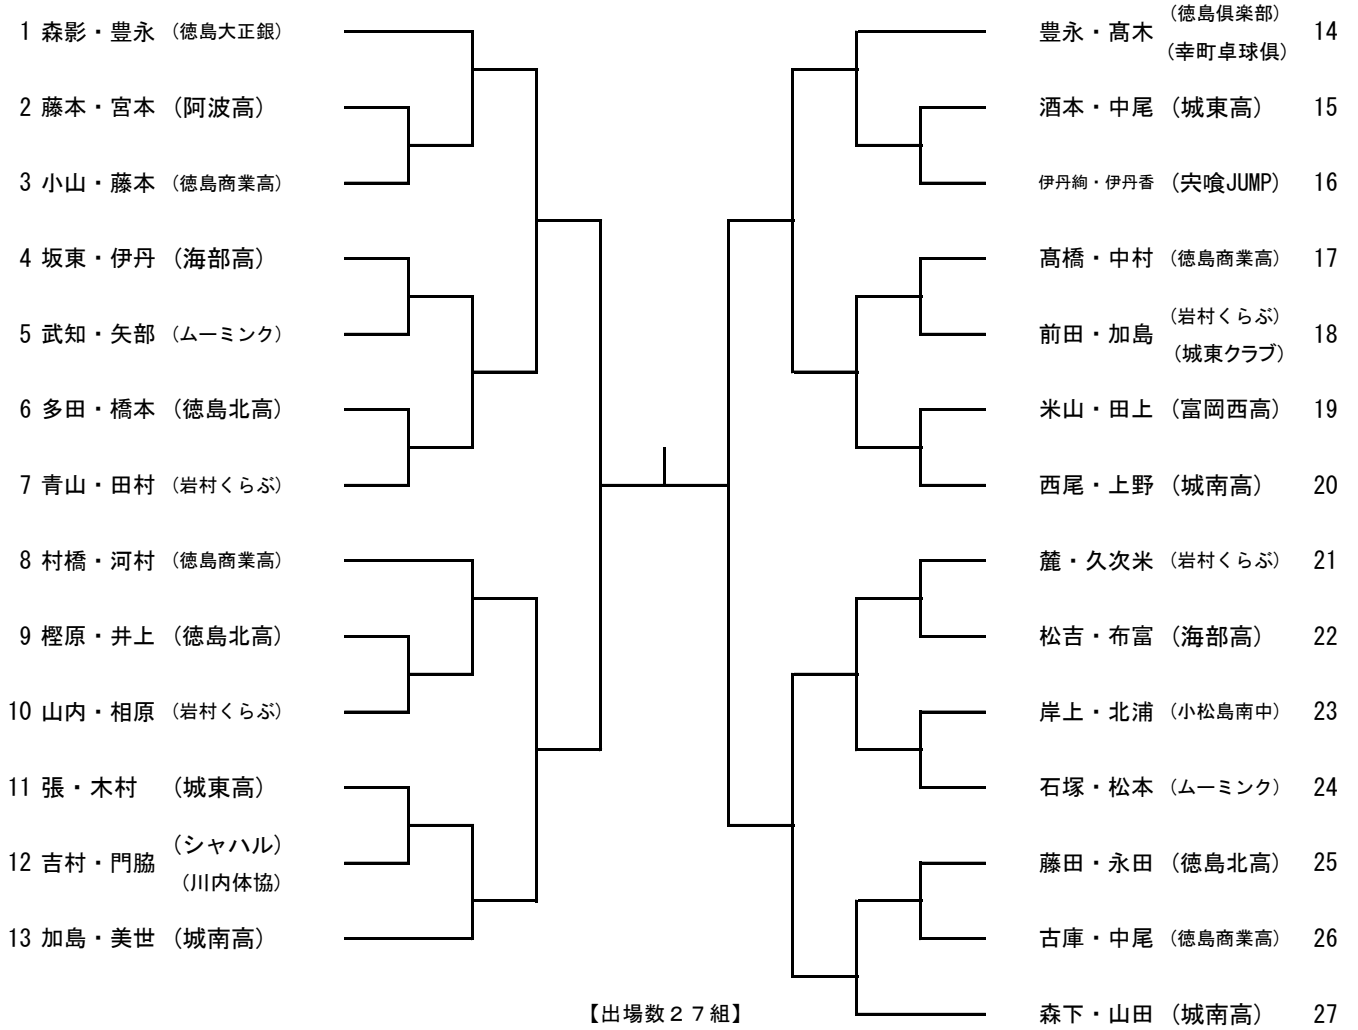 1 森影・豊永 (徳島大正銀)
2 藤本・宮本 (阿波高)
3 小山・藤本 (徳島商業高)
4 坂東・伊丹 (海部高)
5 武知・矢部 (ムーミンク)
6 多田・橋本 (徳島北高)
7 青山・田村 (岩村くらぶ)
8 村橋・河村 (徳島商業高)
9 樫原・井上 (徳島北高)
10 山内・相原 (岩村くらぶ)
11 張・木村 (城東高)
12 吉村・門脇 (シャハル)
(川内体協)
13 加島・美世 (城南高)
豊永・髙木 (徳島倶楽部) 14
(幸町卓球倶)
酒本・中尾 (城東高) 15
伊丹絢・伊丹香 (宍喰JUMP) 16
髙橋・中村 (徳島商業高) 17
前田・加島 (岩村くらぶ) 18
(城東クラブ)
米山・田上 (富岡西高) 19
西尾・上野 (城南高) 20
麓・久次米 (岩村くらぶ) 21
松吉・布富 (海部高) 22
岸上・北浦 (小松島南中) 23
石塚・松本 (ムーミンク) 24
藤田・永田 (徳島北高) 25
古庫・中尾 (徳島商業高) 26
森下・山田 (城南高) 27
【出場数２７組】